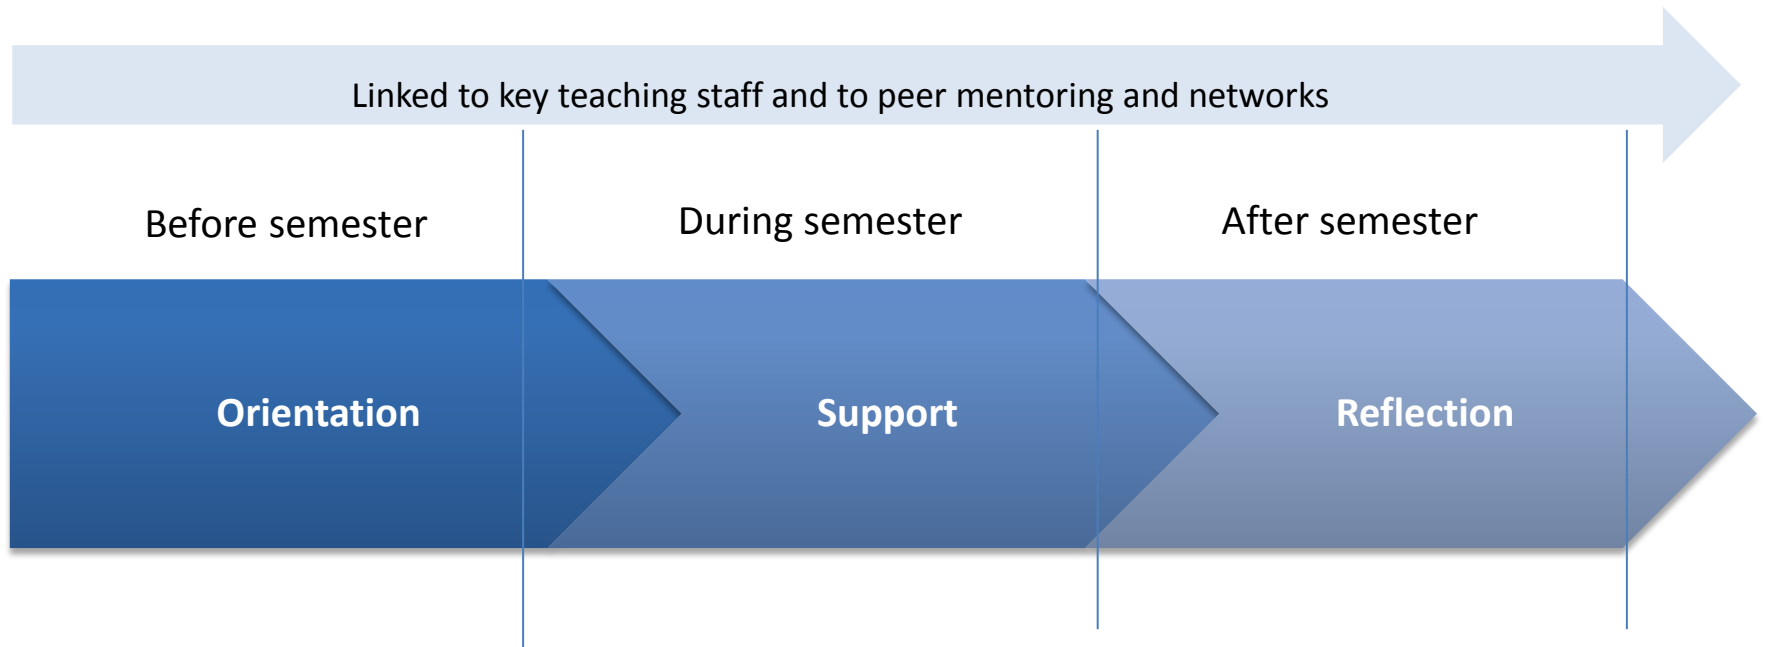 Linked to key teaching staff and to peer mentoring and networks
Before semester
During semester
After semester
Orientation
Support
Reflection